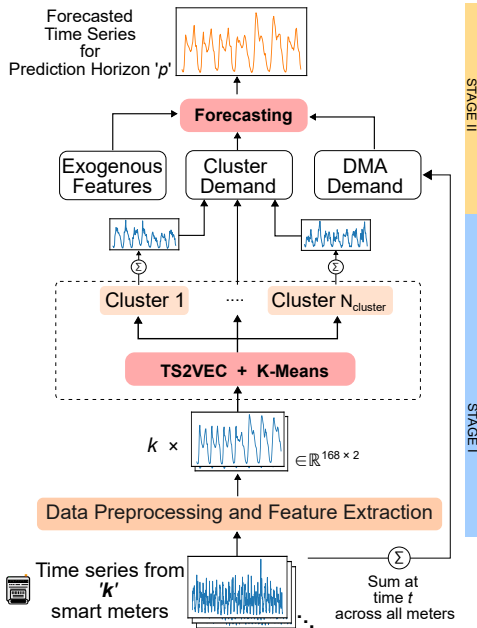 Forecasted
Time Series
for
Prediction Horizon 'p'
Forecasting
Exogenous
Features
Cluster
Demand
DMA
Demand
Σ
Σ
Cluster 1
....
Cluster N_cluster
TS2VEC + K-Means
k ×
∈ℝ^168 × 2
Data Preprocessing and Feature Extraction
Time series from
'k'
smart meters
Σ
Sum at
time t
across all meters
STAGE II
STAGE I